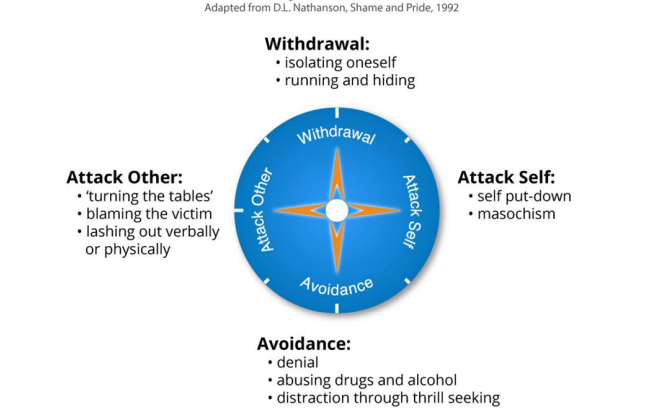 Adapted from D.L. Nathanson, Shame and Pride, 1992
Withdrawal:
• isolating oneself
• running and hiding
Withdrawal
Attack Other:
• ‘turning the tables’
• blaming the victim
• lashing out verbally
or physically
Attack Other
Attack Self
Attack Self:
• self put-down
• masochism
Avoidance
Avoidance:
• denial
• abusing drugs and alcohol
• distraction through thrill seeking